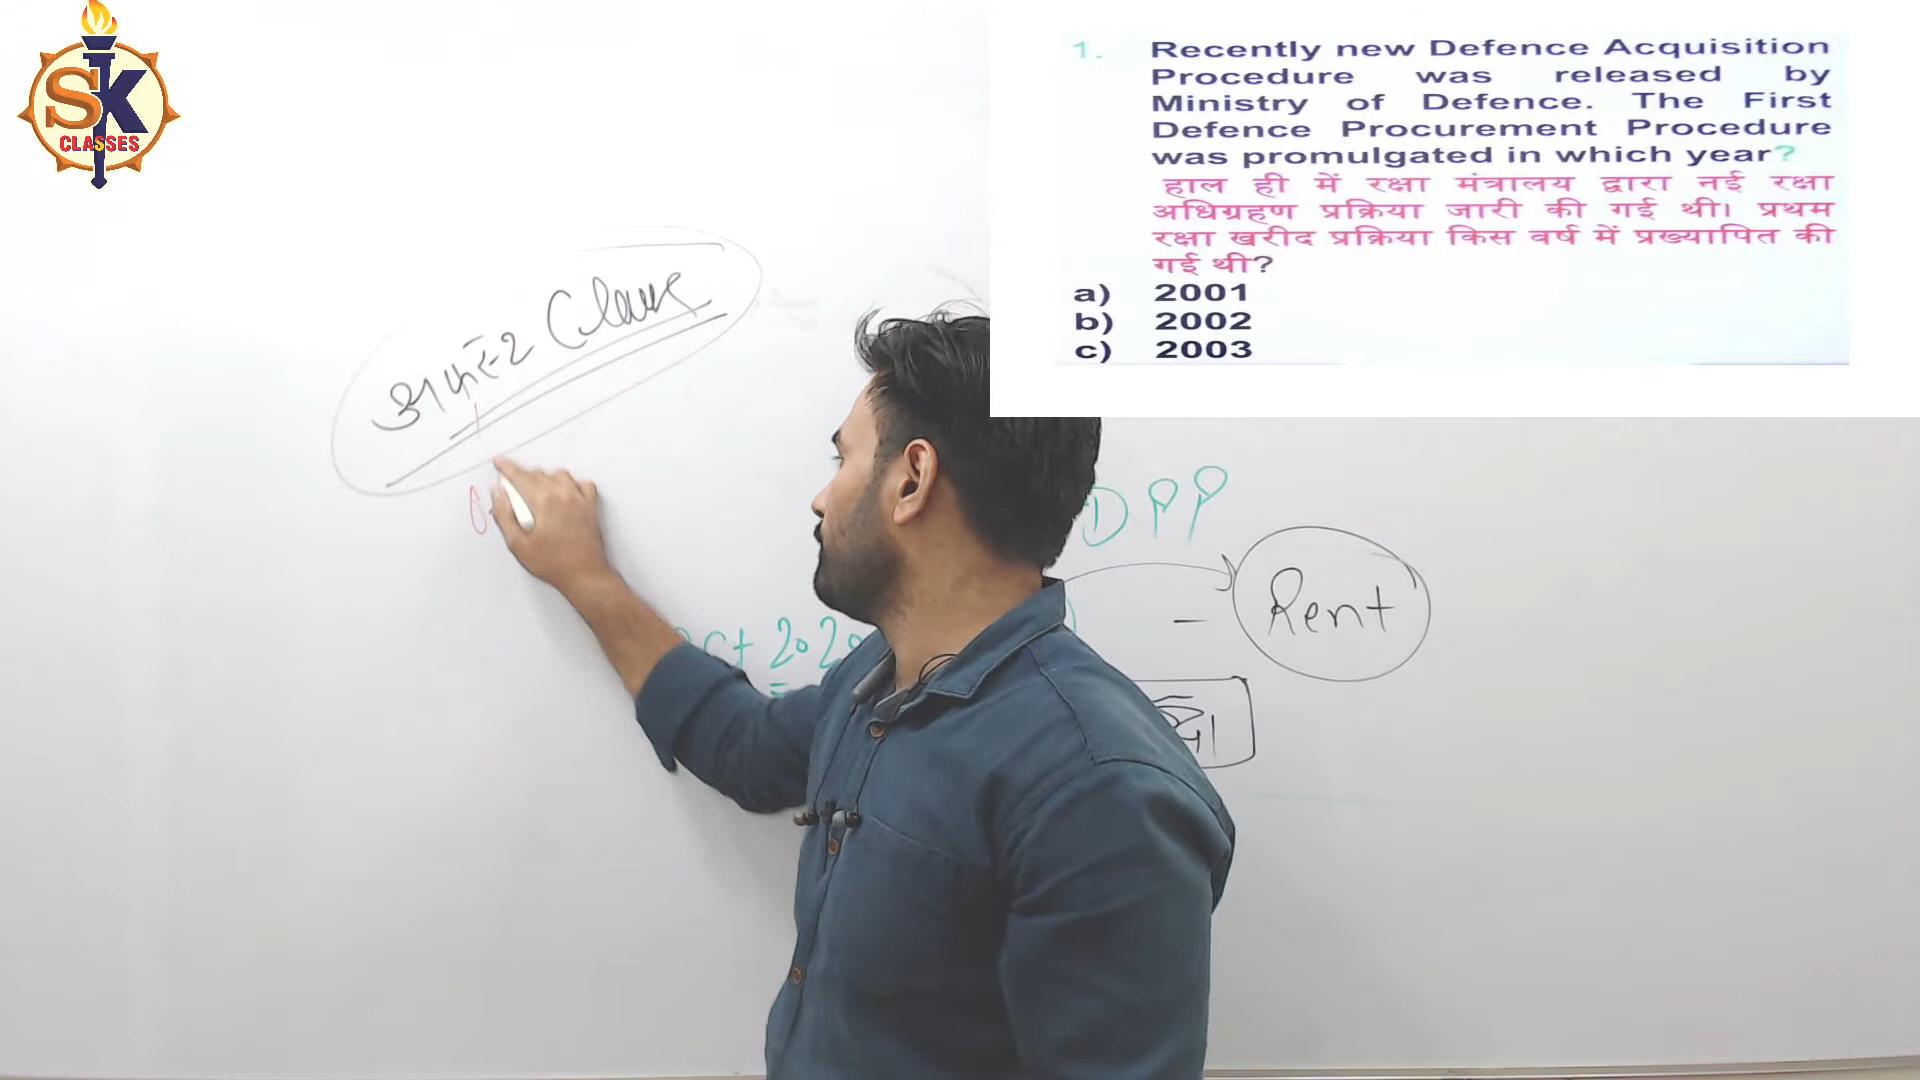 SK
CLASSES
1. Recently new Defence Acquisition
Procedure was released by
Ministry of Defence. The First
Defence Procurement Procedure
was promulgated in which year?
हाल ही में रक्षा मंत्रालय द्वारा नई रक्षा
अधिग्रहण प्रक्रिया जारी की गई थी। प्रथम
रक्षा खरीद प्रक्रिया किस वर्ष में प्रख्यापित की
गई थी?
a) 2001
b) 2002
c) 2003
DPP
Rent
2020